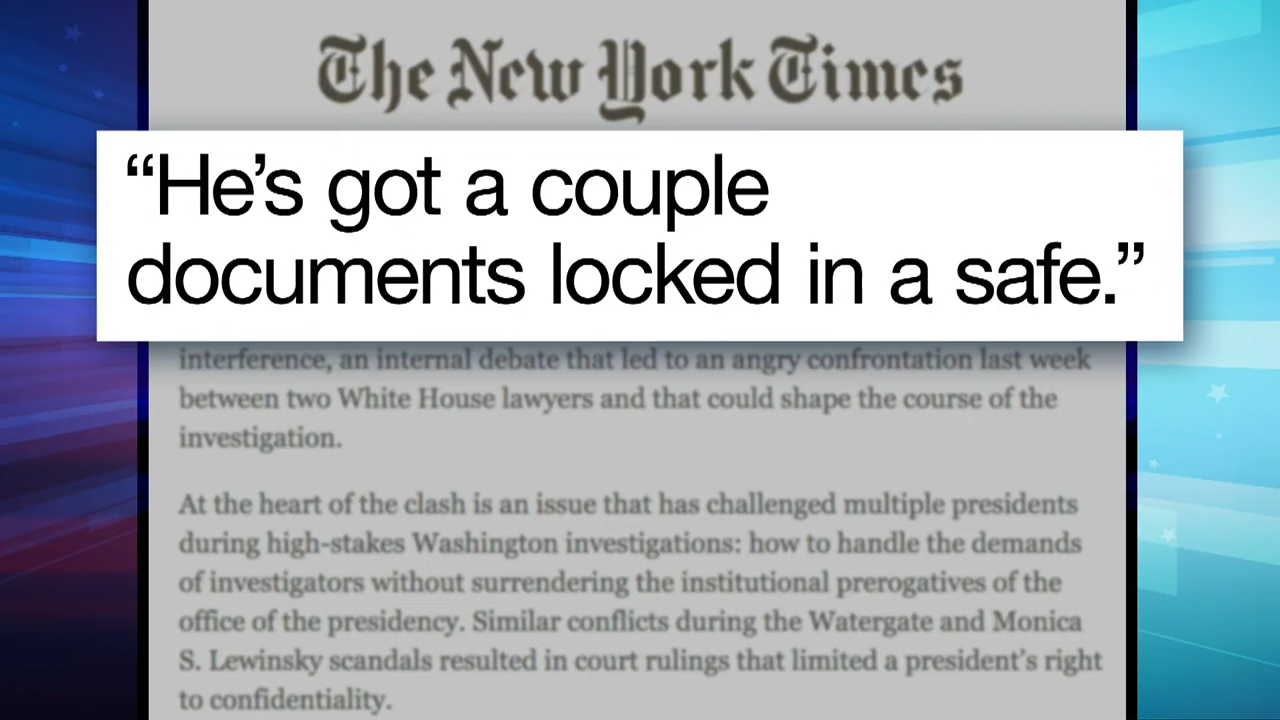 The New York Times
“He’s got a couple
documents locked in a safe.”
interference, an internal debate that led to an angry confrontation last week
between two White House lawyers and that could shape the course of the
investigation.
At the heart of the clash is an issue that has challenged multiple presidents
during high-stakes Washington investigations: how to handle the demands
of investigators without surrendering the institutional prerogatives of the
office of the presidency. Similar conflicts during the Watergate and Monica
S. Lewinsky scandals resulted in court rulings that limited a president’s right
to confidentiality.